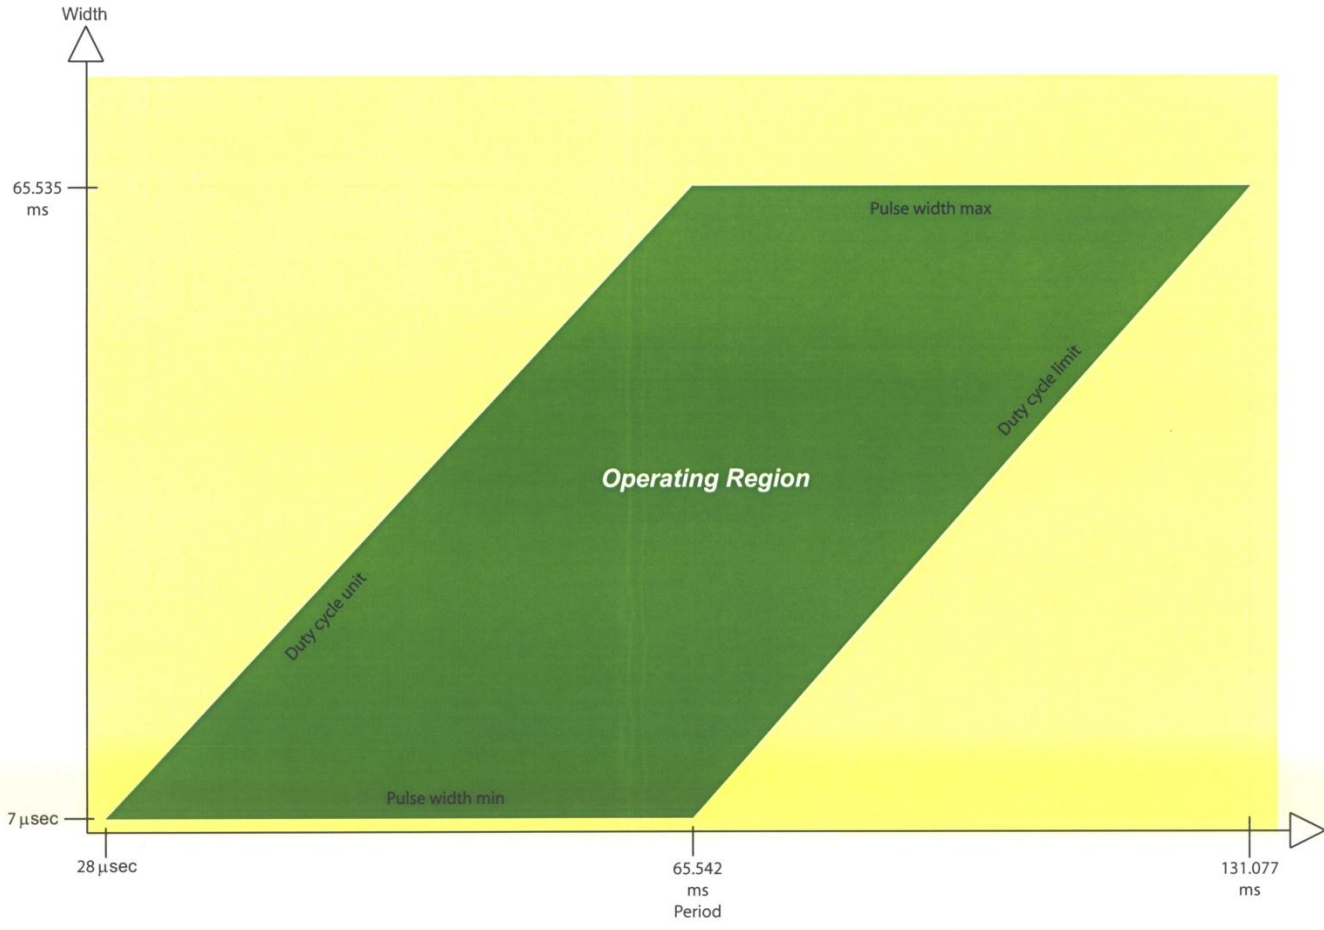 Width
65.535
ms
Pulse width max
Duty cycle limit
Operating Region
Duty cycle unit
Pulse width min
7 µsec
28 µsec
65.542
ms
Period
131.077
ms